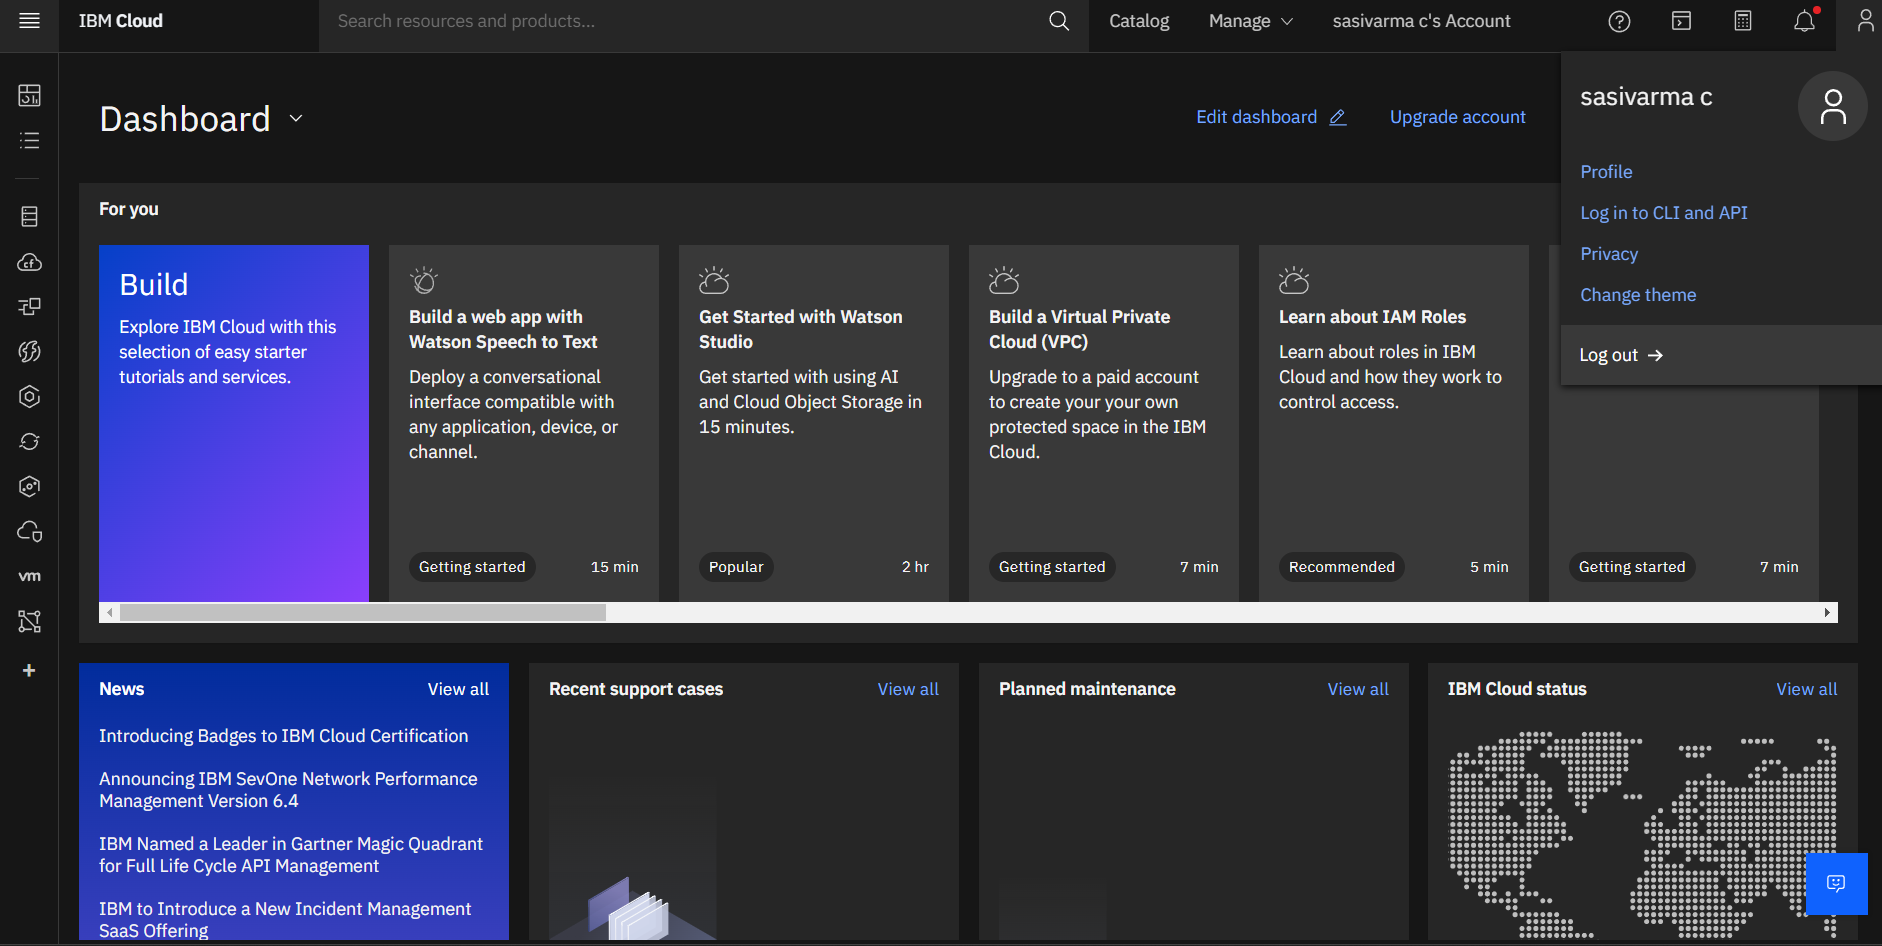 IBM Cloud
Search resources and products...
Catalog
Manage
sasivarma c's Account
Dashboard
Edit dashboard
Upgrade account
sasivarma c
Profile
Log in to CLI and API
Privacy
Change theme
Log out
For you
Build
Explore IBM Cloud with this
selection of easy starter
tutorials and services.
Build a web app with
Watson Speech to Text
Deploy a conversational
interface compatible with
any application, device, or
channel.
Getting started
15 min
Get Started with Watson
Studio
Get started with using AI
and Cloud Object Storage in
15 minutes.
Popular
2 hr
Build a Virtual Private
Cloud (VPC)
Upgrade to a paid account
to create your your own
protected space in the IBM
Cloud.
Getting started
7 min
Learn about IAM Roles
Learn about roles in IBM
Cloud and how they work to
control access.
Recommended
5 min
Getting started
7 min
vm
News
View all
Introducing Badges to IBM Cloud Certification
Announcing IBM SevOne Network Performance
Management Version 6.4
IBM Named a Leader in Gartner Magic Quadrant
for Full Life Cycle API Management
IBM to Introduce a New Incident Management
SaaS Offering
Recent support cases
View all
Planned maintenance
View all
IBM Cloud status
View all